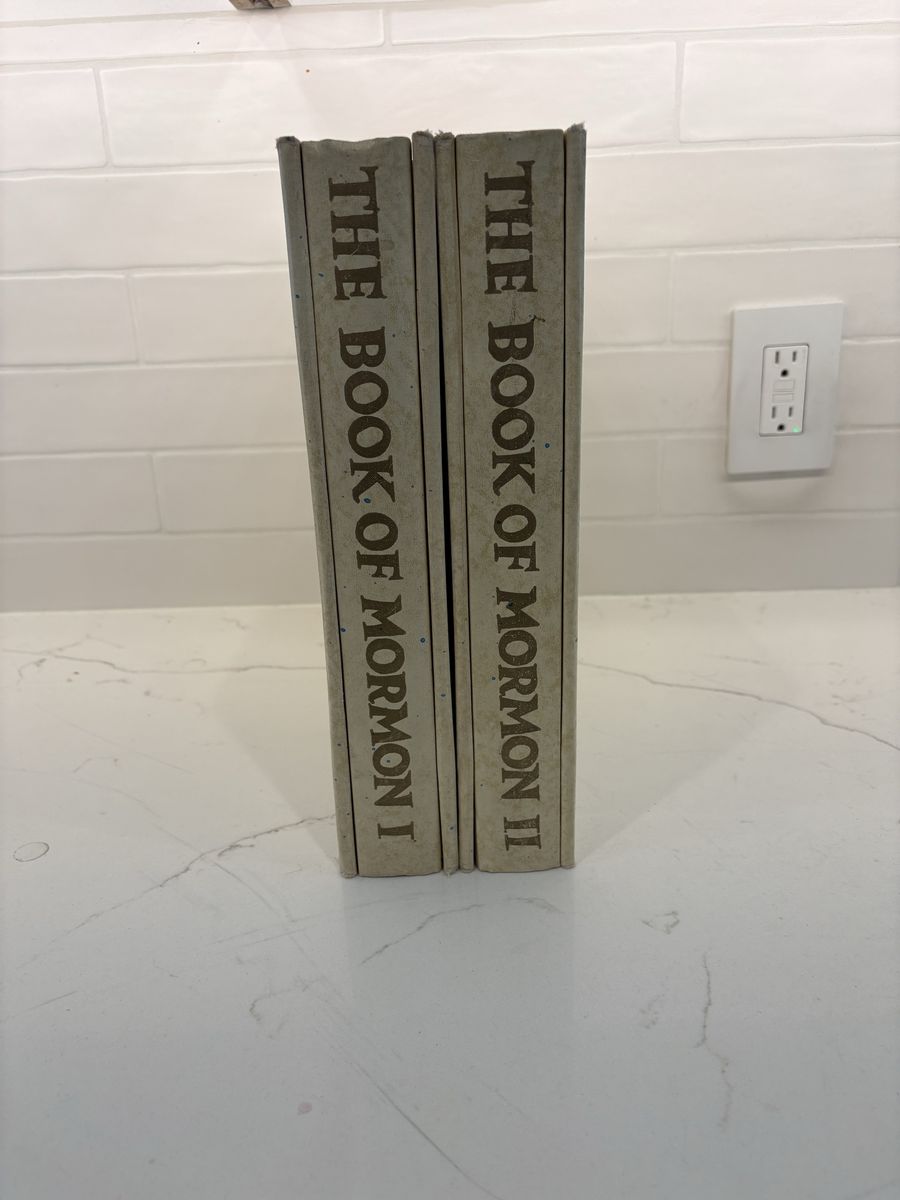 THE BOOK OF MORMON I
THE BOOK OF MORMON II